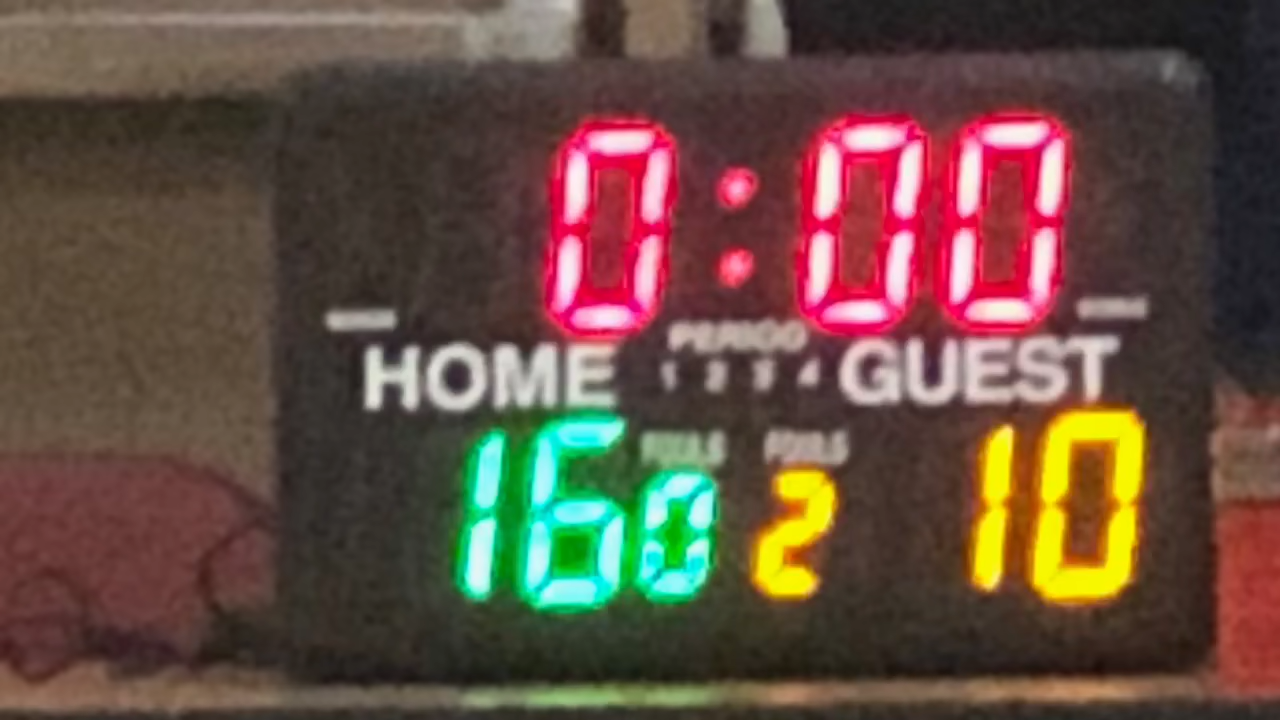 0:00
PERIOD
HOME 1 2 3 4 GUEST
FOULS FOULS
16 0 2 10